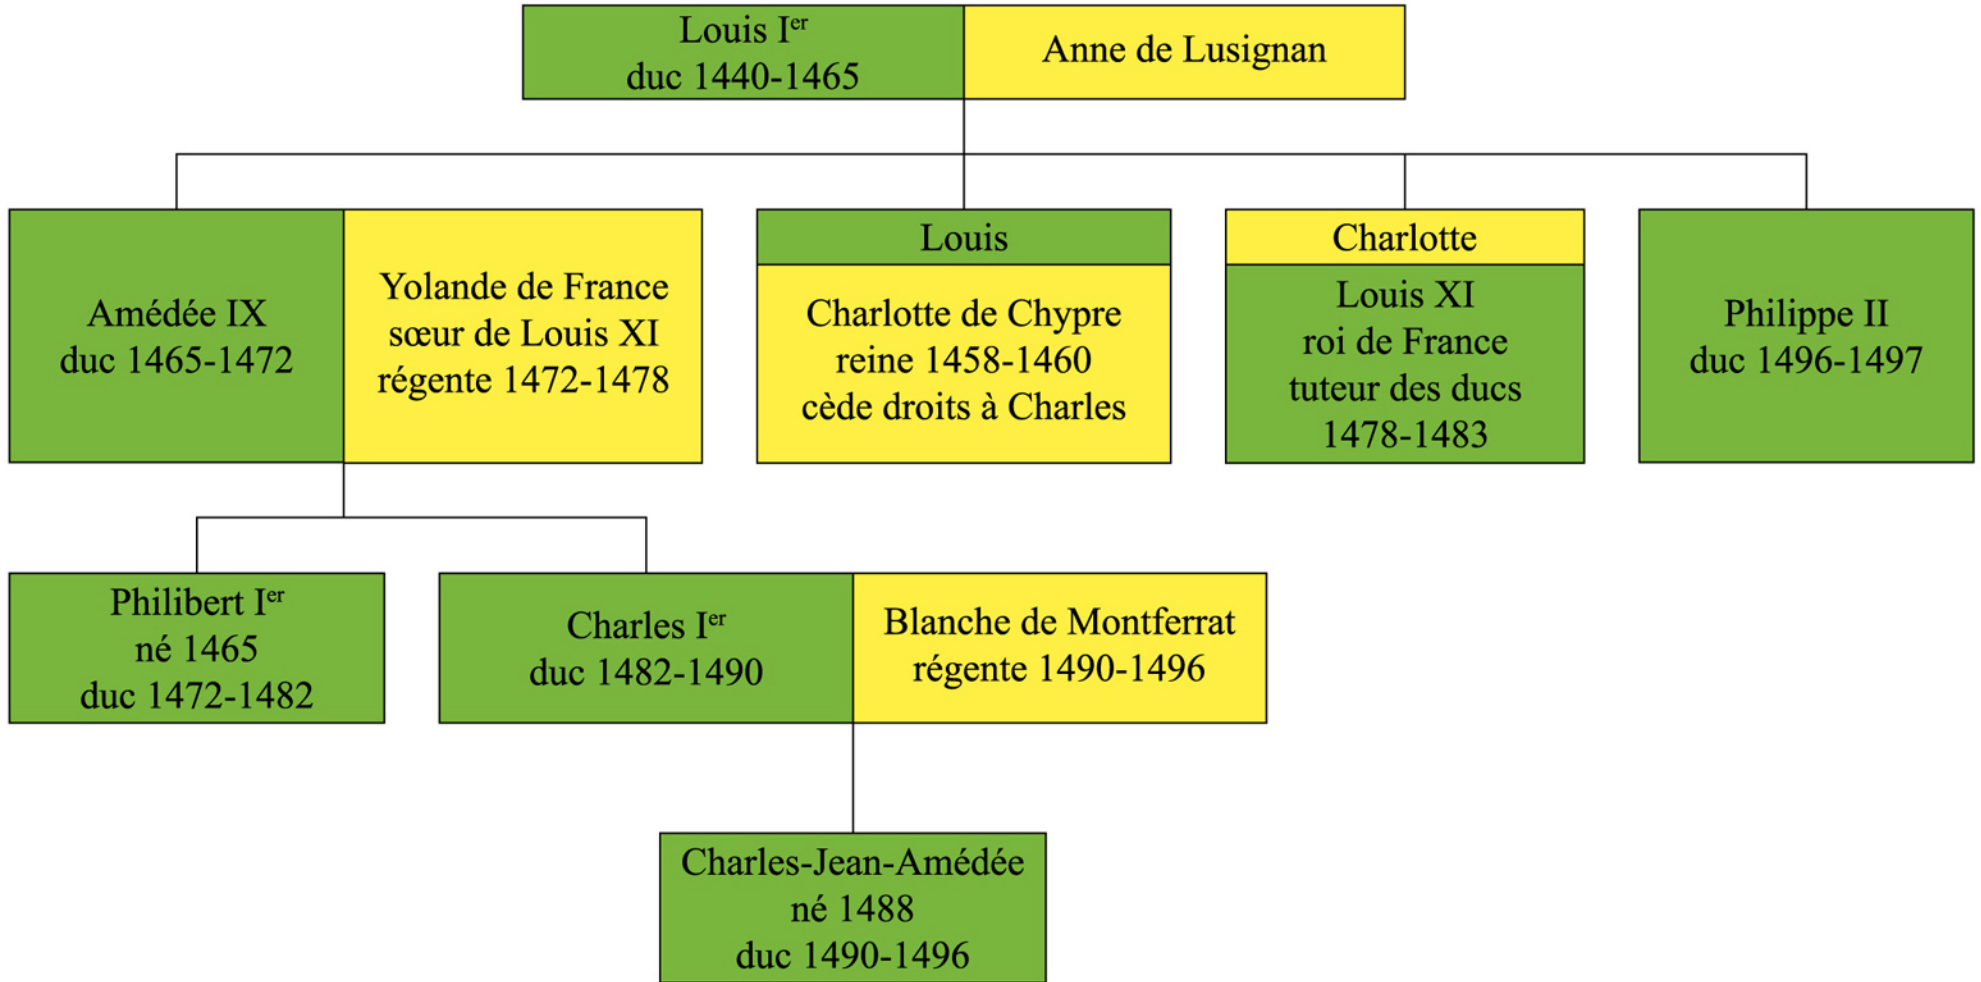 Louis Iᵉʳ
duc 1440-1465
Anne de Lusignan
Amédée IX
duc 1465-1472
Yolande de France
sœur de Louis XI
régente 1472-1478
Louis
Charlotte de Chypre
reine 1458-1460
cède droits à Charles
Charlotte
Louis XI
roi de France
tuteur des ducs
1478-1483
Philippe II
duc 1496-1497
Philibert Iᵉʳ
né 1465
duc 1472-1482
Charles Iᵉʳ
duc 1482-1490
Blanche de Montferrat
régente 1490-1496
Charles-Jean-Amédée
né 1488
duc 1490-1496